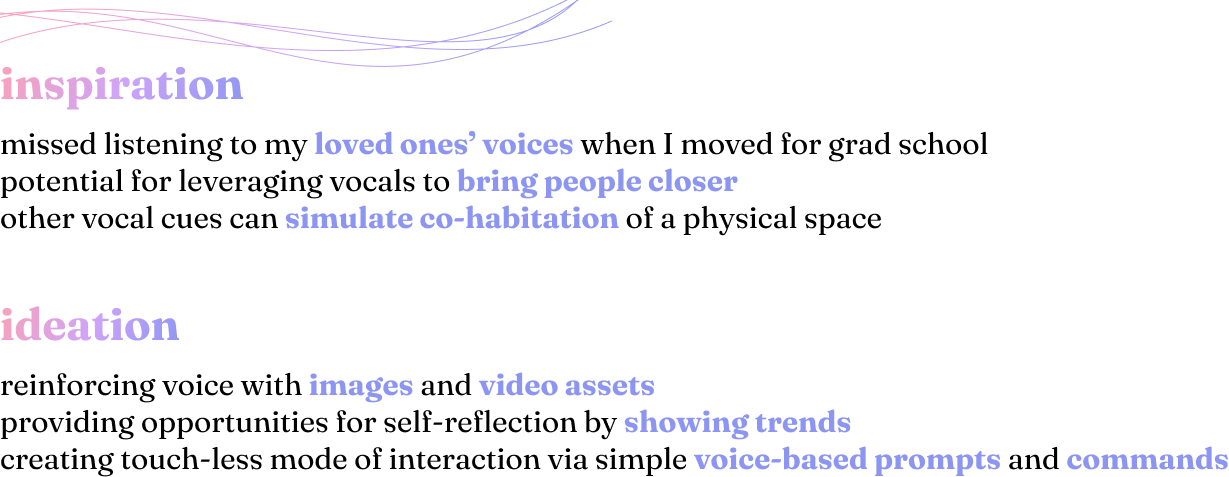 inspiration
missed listening to my loved ones’ voices when I moved for grad school
potential for leveraging vocals to bring people closer
other vocal cues can simulate co-habitation of a physical space
ideation
reinforcing voice with images and video assets
providing opportunities for self-reflection by showing trends
creating touch-less mode of interaction via simple voice-based prompts and commands